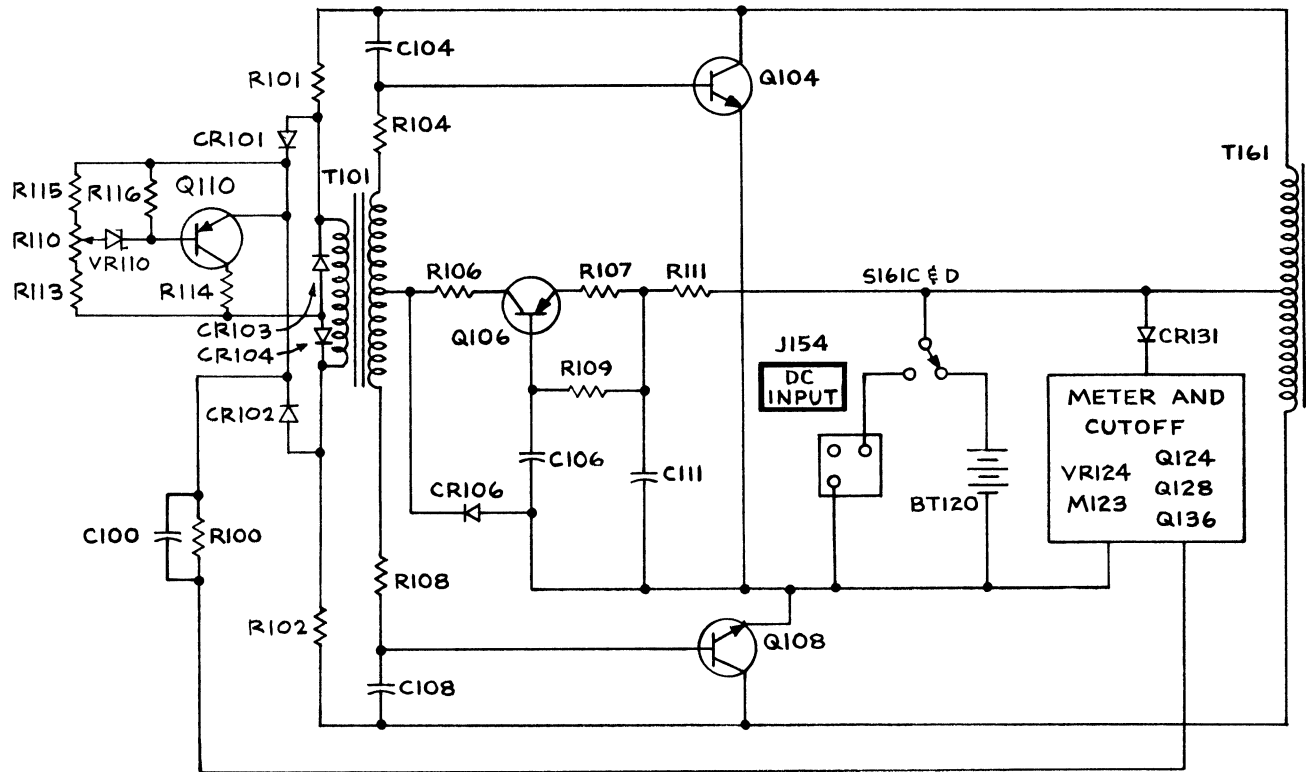 C104
Q104
R101
R104
CR101
T161
T101
R115
R116
Q110
R110
VR110
R113
R114
R106
R107
R111
S161C & D
Q106
CR103
CR104
R109
J154
DC
INPUT
CR131
CR102
METER AND
CUTOFF
VR124
M123
Q124
Q128
Q136
C106
C111
CR106
BT120
C100
R100
R108
R102
Q108
C108